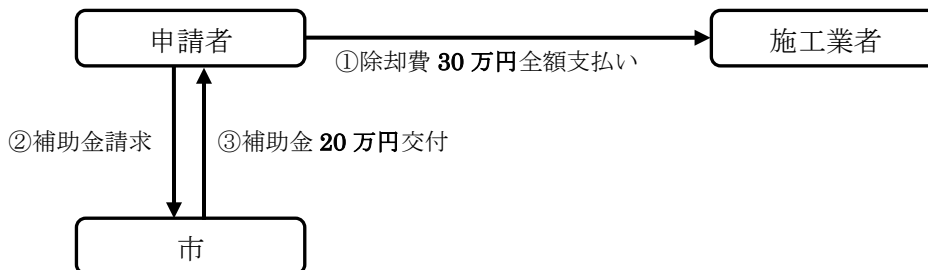 申請者
施工業者
①除却費 30 万円全額支払い
②補助金請求
③補助金 20 万円交付
市